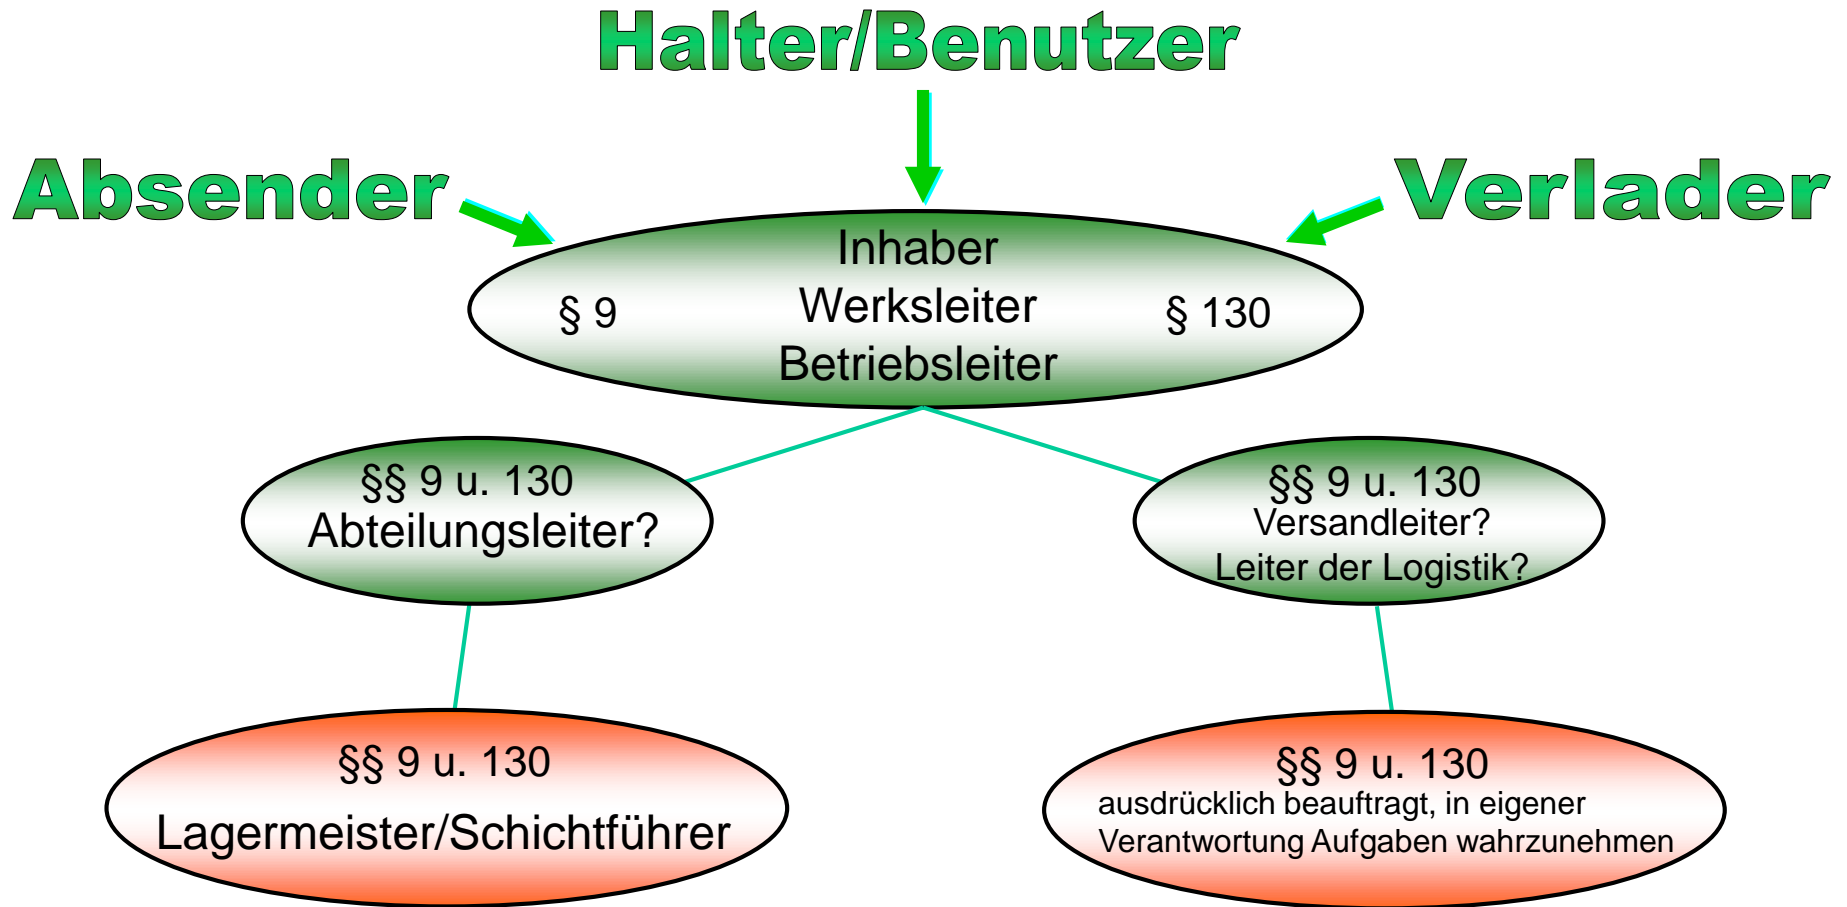 Halter/Benutzer
Absender
Verlader
Inhaber
§ 9
Werksleiter
§ 130
Betriebsleiter
§§ 9 u. 130
Abteilungsleiter?
§§ 9 u. 130
Versandleiter?
Leiter der Logistik?
§§ 9 u. 130
Lagermeister/Schichtführer
§§ 9 u. 130
ausdrücklich beauftragt, in eigener
Verantwortung Aufgaben wahrzunehmen